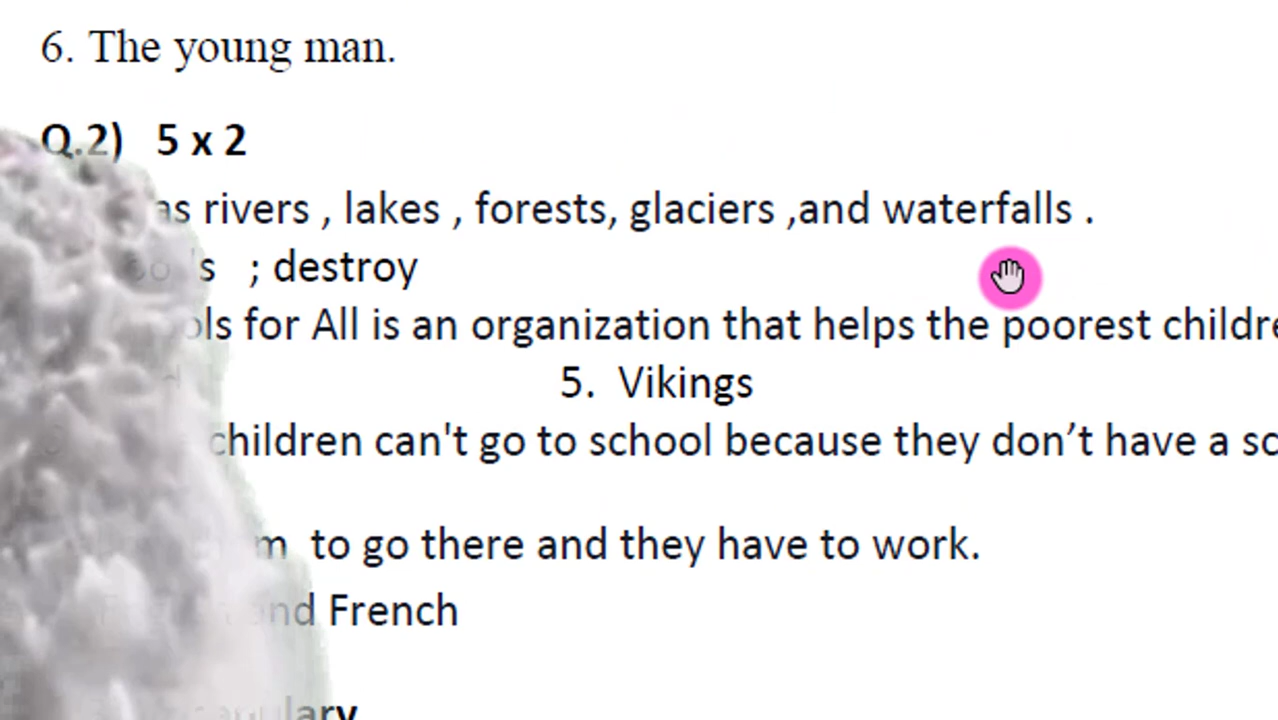 6. The young man.
Q.2) 5 x 2
rivers , lakes , forests, glaciers ,and waterfalls .
; destroy
for All is an organization that helps the poorest
5. Vikings
children can't go to school because they don’t have a
to go there and they have to work.
and French